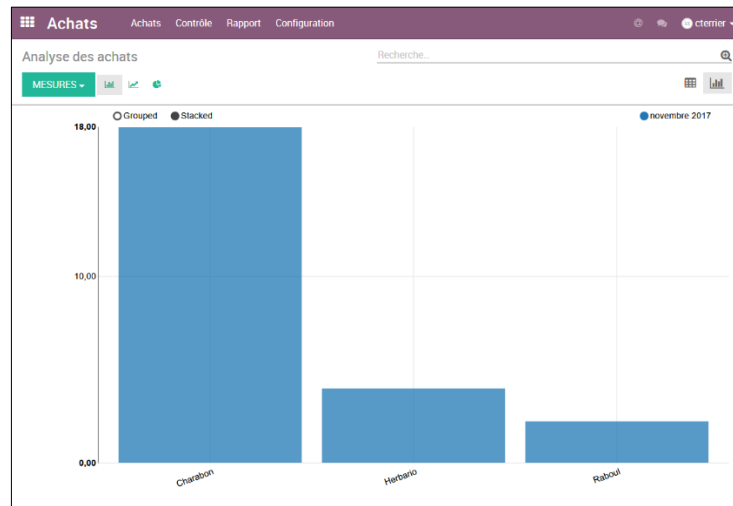 Achats Achats Contrôle Rapport Configuration cterrier
Analyse des achats
Recherche...
MESURES
Grouped Stacked novembre 2017
18,00
10,00
0,00
Charabon Herbario Raboul